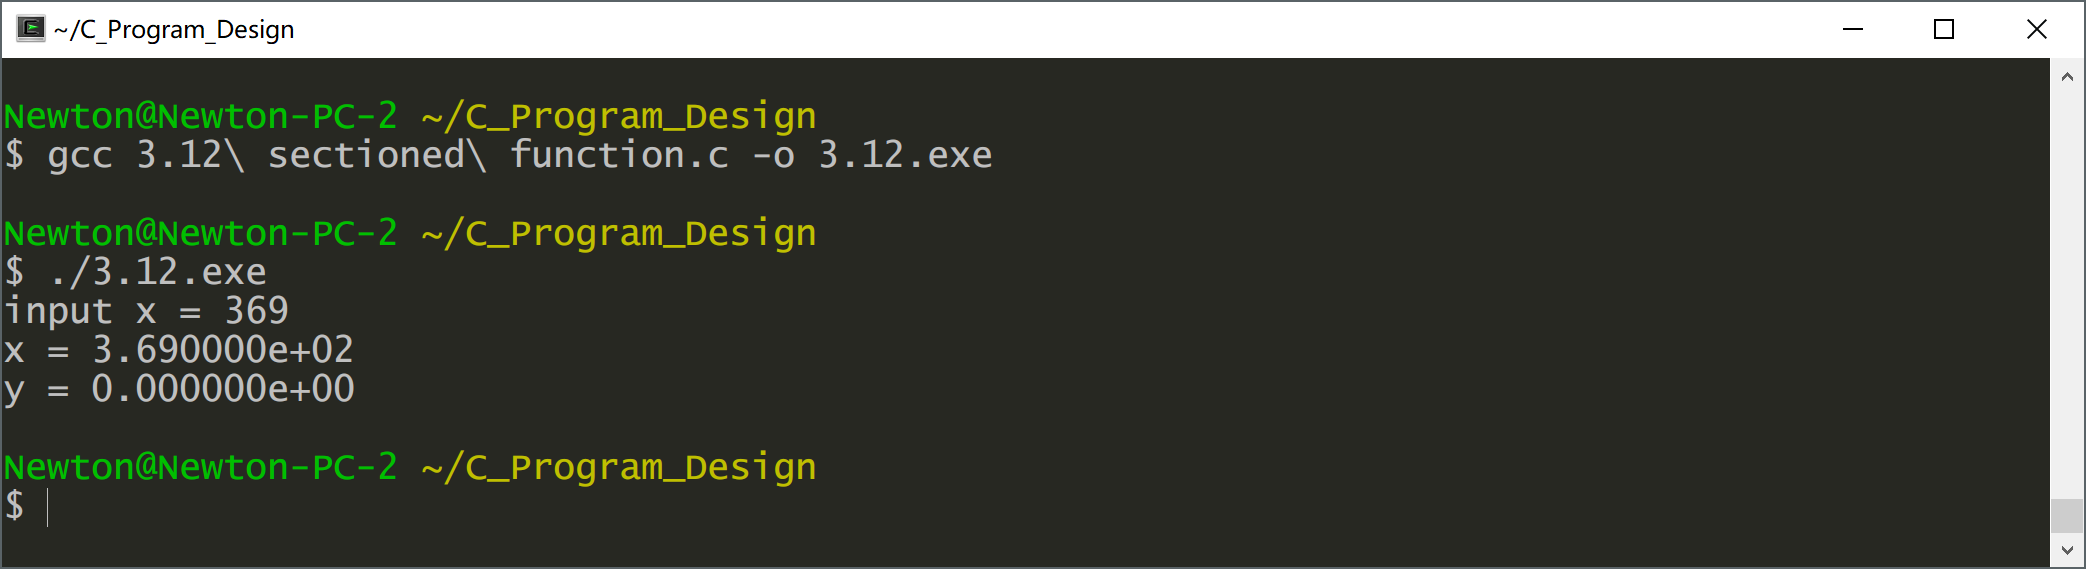 ~/C_Program_Design
Newton@Newton-PC-2 ~/C_Program_Design
$ gcc 3.12\ sectioned\ function.c -o 3.12.exe
Newton@Newton-PC-2 ~/C_Program_Design
$ ./3.12.exe
input x = 369
x = 3.690000e+02
y = 0.000000e+00
Newton@Newton-PC-2 ~/C_Program_Design
$